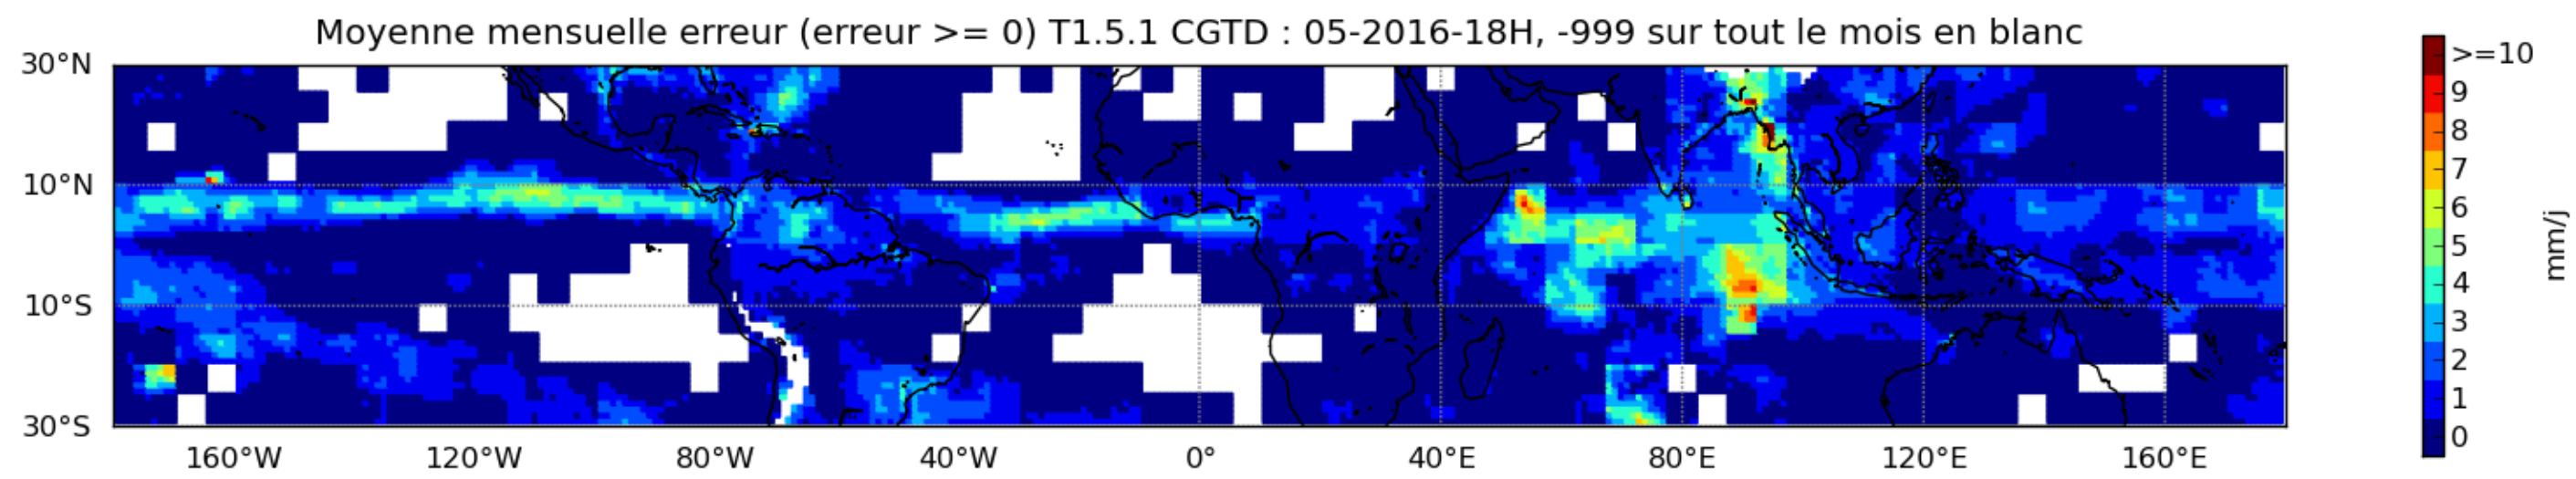 Moyenne mensuelle erreur (erreur >= 0) T1.5.1 CGTD : 05-2016-18H, -999 sur tout le mois en blanc
30°N
10°N
10°S
30°S
160°W 120°W 80°W 40°W 0° 40°E 80°E 120°E 160°E
>=10
9
8
7
6
5
4
3
2
1
0
mm/j